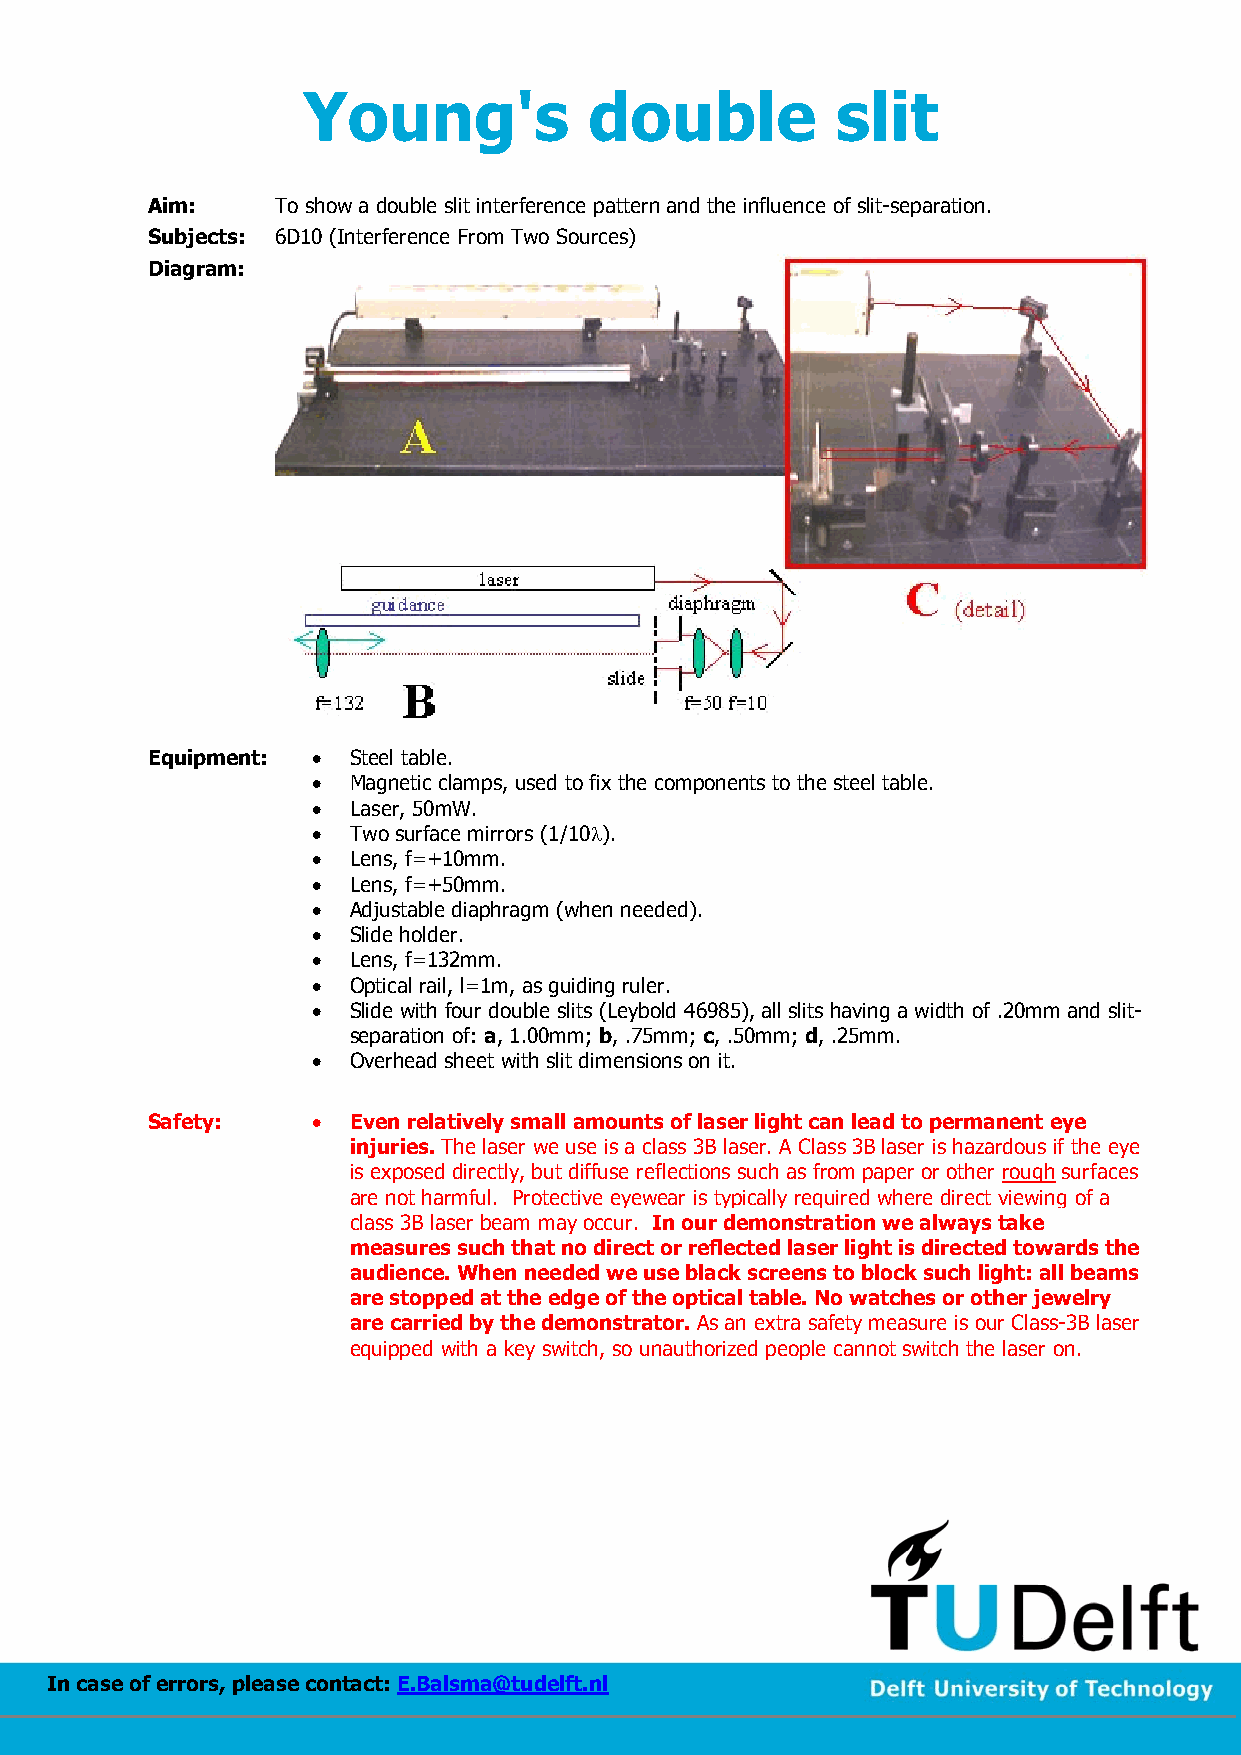 Young's double slit
Aim: To show a double slit interference pattern and the influence of slit-separation.
Subjects: 6D10 (Interference From Two Sources)
Diagram:
A
C (detail)
laser
guidance
diaphragm
slide
f=132
B
f=50 f=10
Equipment: • Steel table.
• Magnetic clamps, used to fix the components to the steel table.
• Laser, 50mW.
• Two surface mirrors (1/10λ).
• Lens, f=+10mm.
• Lens, f=+50mm.
• Adjustable diaphragm (when needed).
• Slide holder.
• Lens, f=132mm.
• Optical rail, l=1m, as guiding ruler.
• Slide with four double slits (Leybold 46985), all slits having a width of .20mm and slit-
separation of: a, 1.00mm; b, .75mm; c, .50mm; d, .25mm.
• Overhead sheet with slit dimensions on it.
Safety: • Even relatively small amounts of laser light can lead to permanent eye
injuries. The laser we use is a class 3B laser. A Class 3B laser is hazardous if the eye
is exposed directly, but diffuse reflections such as from paper or other rough surfaces
are not harmful. Protective eyewear is typically required where direct viewing of a
class 3B laser beam may occur. In our demonstration we always take
measures such that no direct or reflected laser light is directed towards the
audience. When needed we use black screens to block such light: all beams
are stopped at the edge of the optical table. No watches or other jewelry
are carried by the demonstrator. As an extra safety measure is our Class-3B laser
equipped with a key switch, so unauthorized people cannot switch the laser on.
TUDelft
In case of errors, please contact: E.Balsma@tudelft.nl
Delft University of Technology